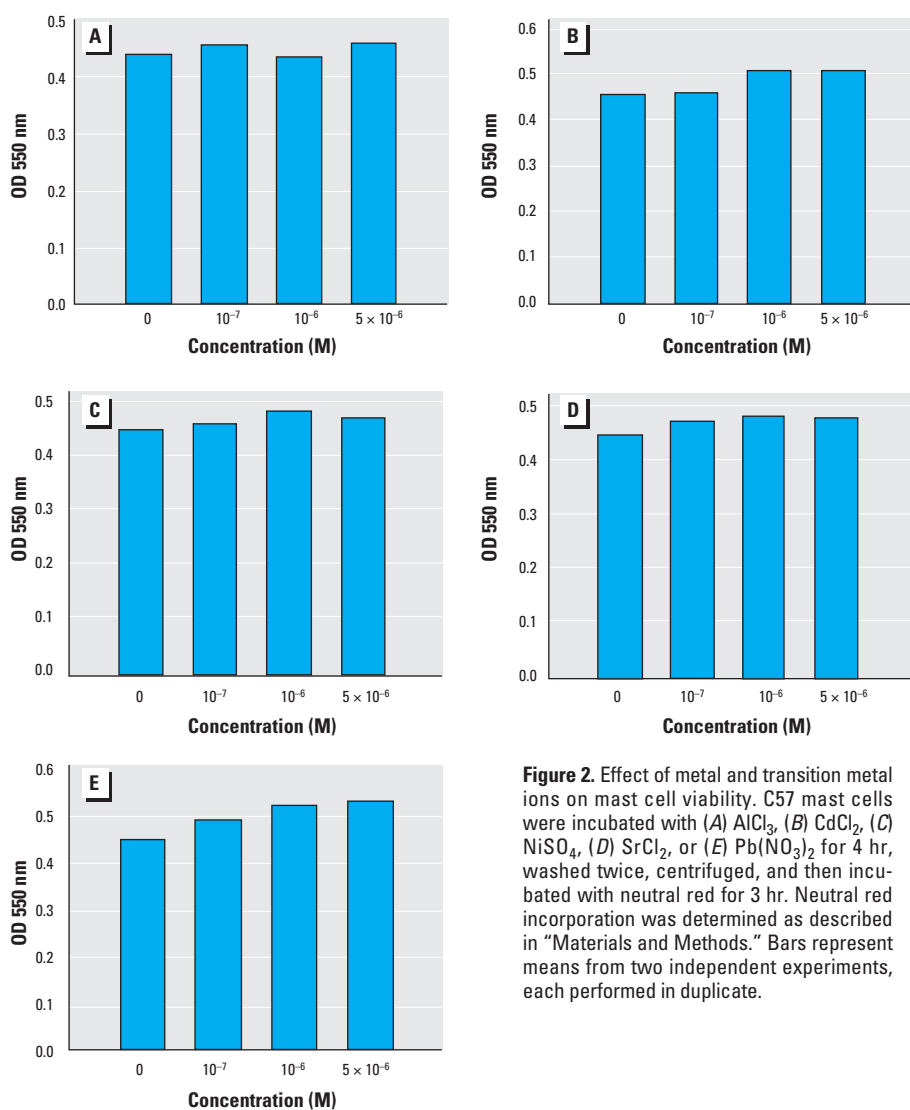 A
OD 550 nm
0.5
0.4
0.3
0.2
0.1
0.0
0 10⁻⁷ 10⁻⁶ 5 × 10⁻⁶
Concentration (M)
B
OD 550 nm
0.6
0.5
0.4
0.3
0.2
0.1
0.0
0 10⁻⁷ 10⁻⁶ 5 × 10⁻⁶
Concentration (M)
C
OD 550 nm
0.5
0.4
0.3
0.2
0.1
0.0
0 10⁻⁷ 10⁻⁶ 5 × 10⁻⁶
Concentration (M)
D
OD 550 nm
0.5
0.4
0.3
0.2
0.1
0.0
0 10⁻⁷ 10⁻⁶ 5 × 10⁻⁶
Concentration (M)
E
OD 550 nm
0.6
0.5
0.4
0.3
0.2
0.1
0.0
0 10⁻⁷ 10⁻⁶ 5 × 10⁻⁶
Concentration (M)
Figure 2. Effect of metal and transition metal
ions on mast cell viability. C57 mast cells
were incubated with (A) AlCl₃, (B) CdCl₂, (C)
NiSO₄, (D) SrCl₂, or (E) Pb(NO₃)₂ for 4 hr,
washed twice, centrifuged, and then incu-
bated with neutral red for 3 hr. Neutral red
incorporation was determined as described
in “Materials and Methods.” Bars represent
means from two independent experiments,
each performed in duplicate.